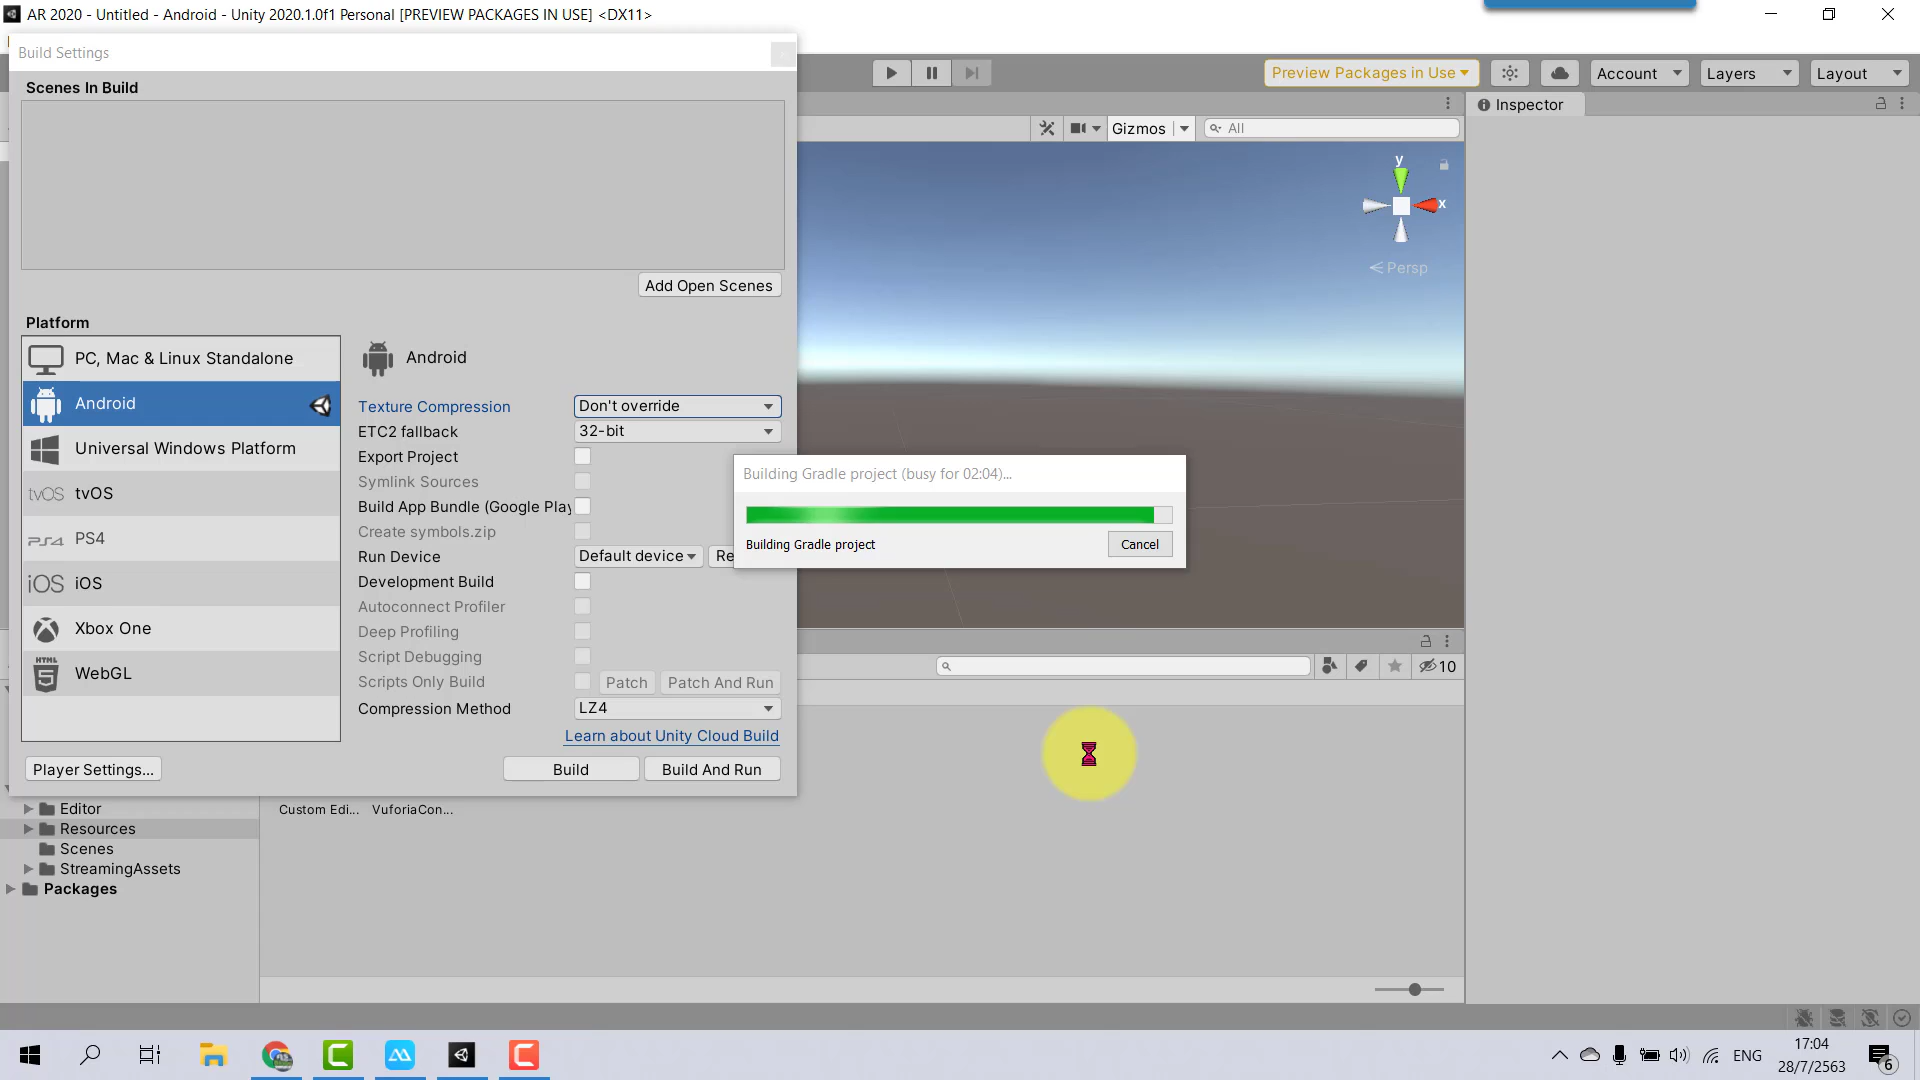 AR 2020 - Untitled - Android - Unity 2020.1.0f1 Personal [PREVIEW PACKAGES IN USE] <DX11>
Build Settings
Scenes In Build
Add Open Scenes
Platform
PC, Mac & Linux Standalone
Android
Universal Windows Platform
tvOS tvOS
PS4 PS4
iOS iOS
Xbox One
HTML 5 WebGL
Player Settings...
Android
Texture Compression Don't override
ETC2 fallback 32-bit
Export Project
Symlink Sources
Build App Bundle (Google Play
Create symbols.zip
Run Device Default device Re
Development Build
Autoconnect Profiler
Deep Profiling
Script Debugging
Scripts Only Build Patch Patch And Run
Compression Method LZ4
Learn about Unity Cloud Build
Build Build And Run
Preview Packages in Use Account Layers Layout
Gizmos All
Inspector
y
x
Persp
Building Gradle project (busy for 02:04)...
Building Gradle project
Cancel
10
Editor
Resources
Scenes
StreamingAssets
Packages
Custom Edi... VuforiaCon...
ENG
17:04
28/7/2563
6